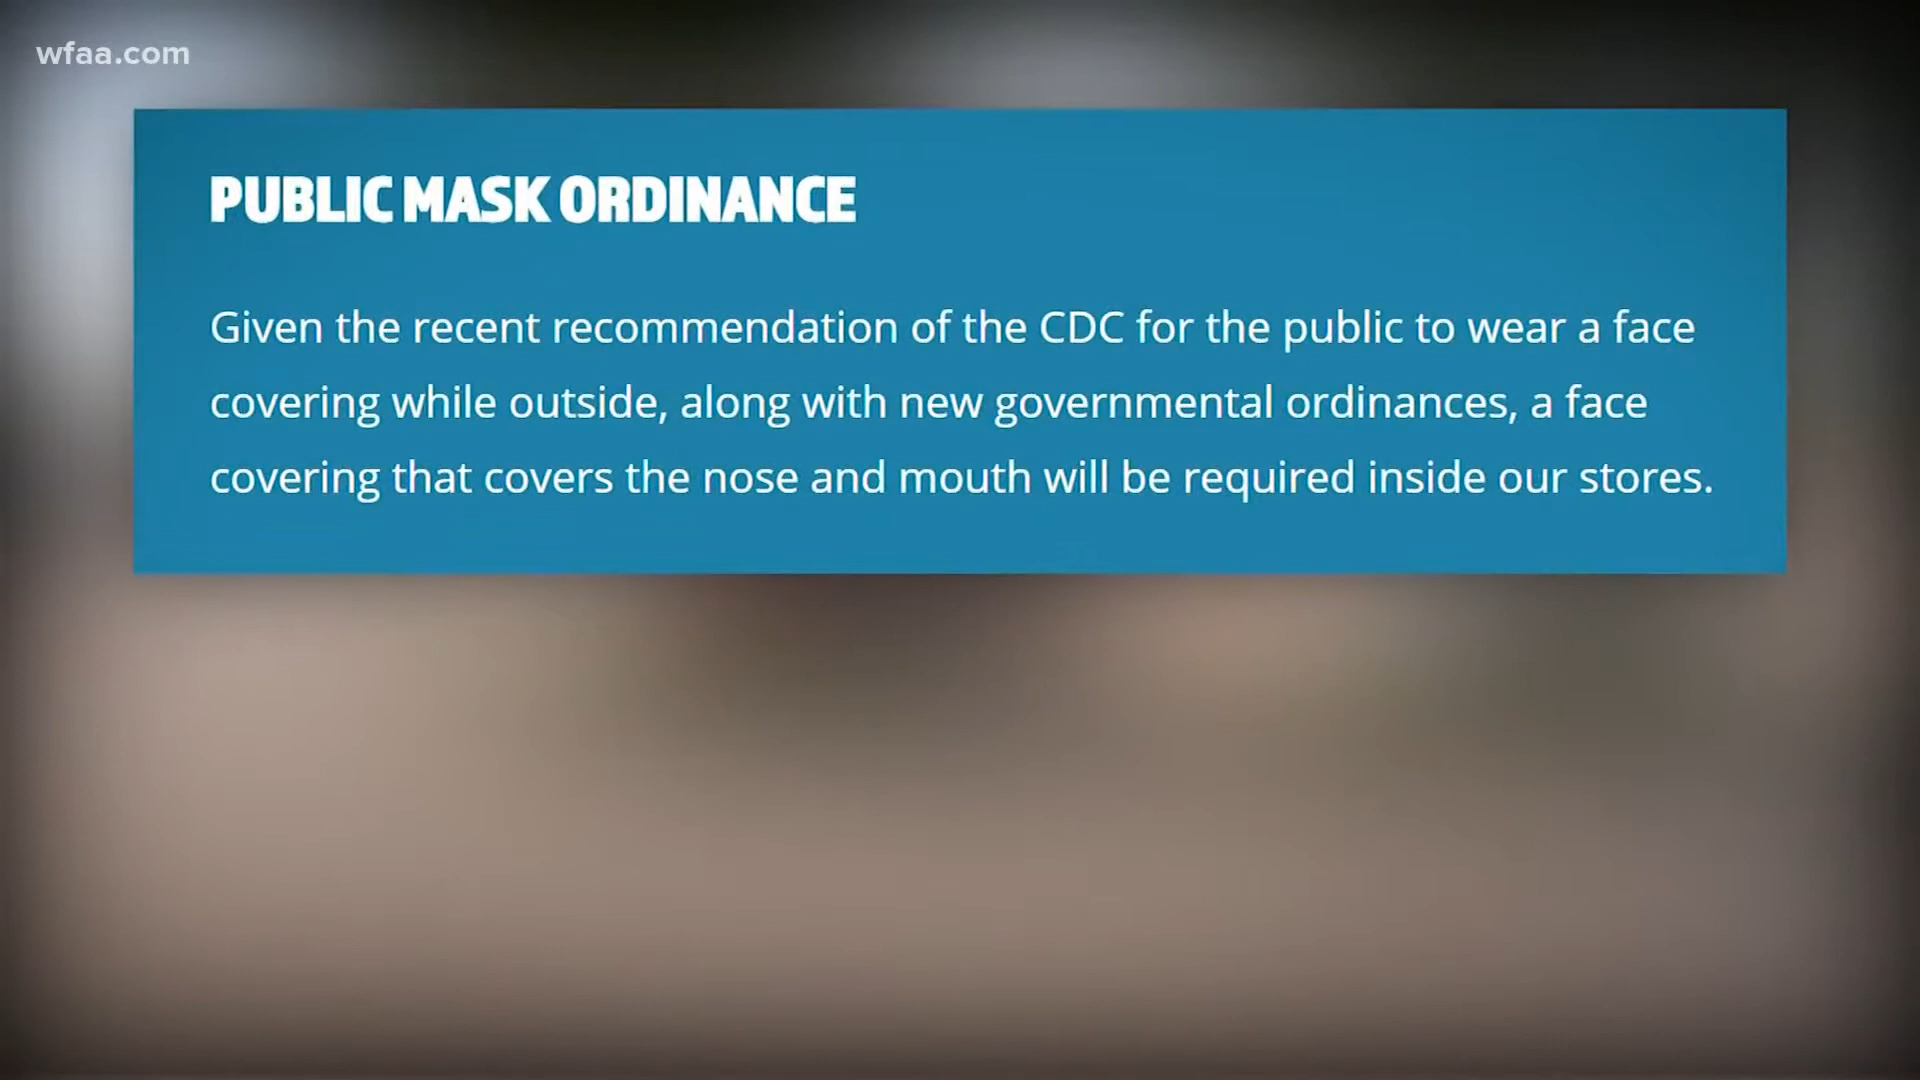 wfaa.com
PUBLIC MASK ORDINANCE
Given the recent recommendation of the CDC for the public to wear a face
covering while outside, along with new governmental ordinances, a face
covering that covers the nose and mouth will be required inside our stores.